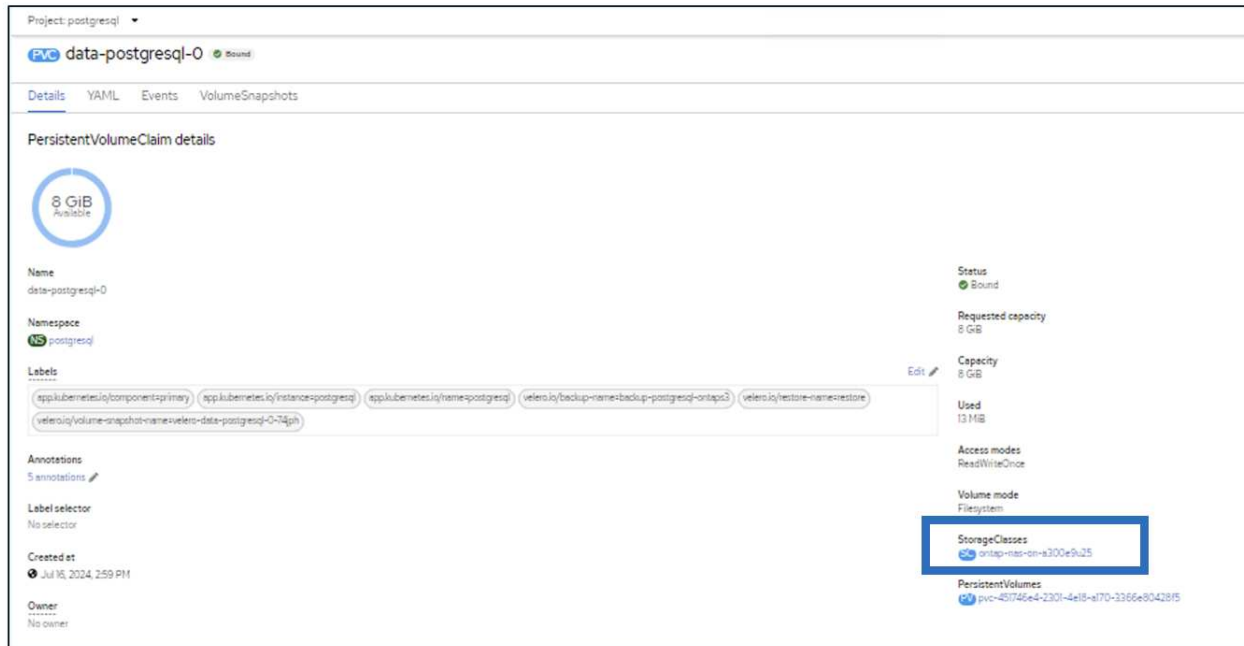 Project: postgresql
PVC data-postgresql-0 Bound
Details YAML Events VolumeSnapshots
PersistentVolumeClaim details
8 GiB
Available
Name
data-postgresql-0
Namespace
NS postgresql
Labels
Edit
app.kubernetes.io/component=primary app.kubernetes.io/instance=postgresql app.kubernetes.io/name=postgresql velero.io/backup-name=backup-postgresql-ontaps3 velero.io/restore-name=restore
velero.io/volume-snapshot-name=velero-data-postgresql-0-74jph
Annotations
5 annotations
Label selector
No selector
Created at
Jul 16, 2024, 2:59 PM
Owner
No owner
Status
Bound
Requested capacity
8 GiB
Capacity
8 GiB
Used
13 MiB
Access modes
ReadWriteOnce
Volume mode
Filesystem
StorageClasses
SC ontap-nas-on-a300e9u25
PersistentVolumes
PV pvc-451746e4-2301-4e18-a170-3366e80428f5